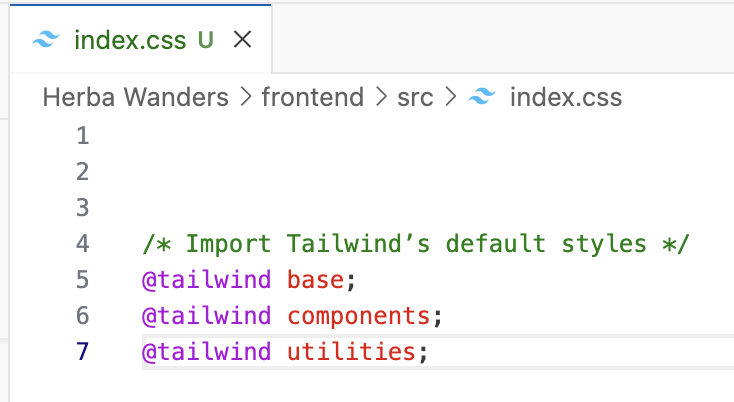 index.css U ×
Herba Wanders > frontend > src > index.css
1
2
3
4 /* Import Tailwind’s default styles */
5 @tailwind base;
6 @tailwind components;
7 @tailwind utilities;